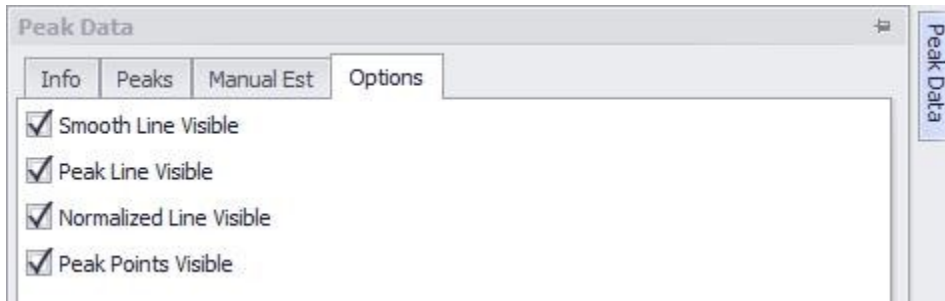 Peak Data
Info
Peaks
Manual Est
Options
Smooth Line Visible
Peak Line Visible
Normalized Line Visible
Peak Points Visible
Peak Data